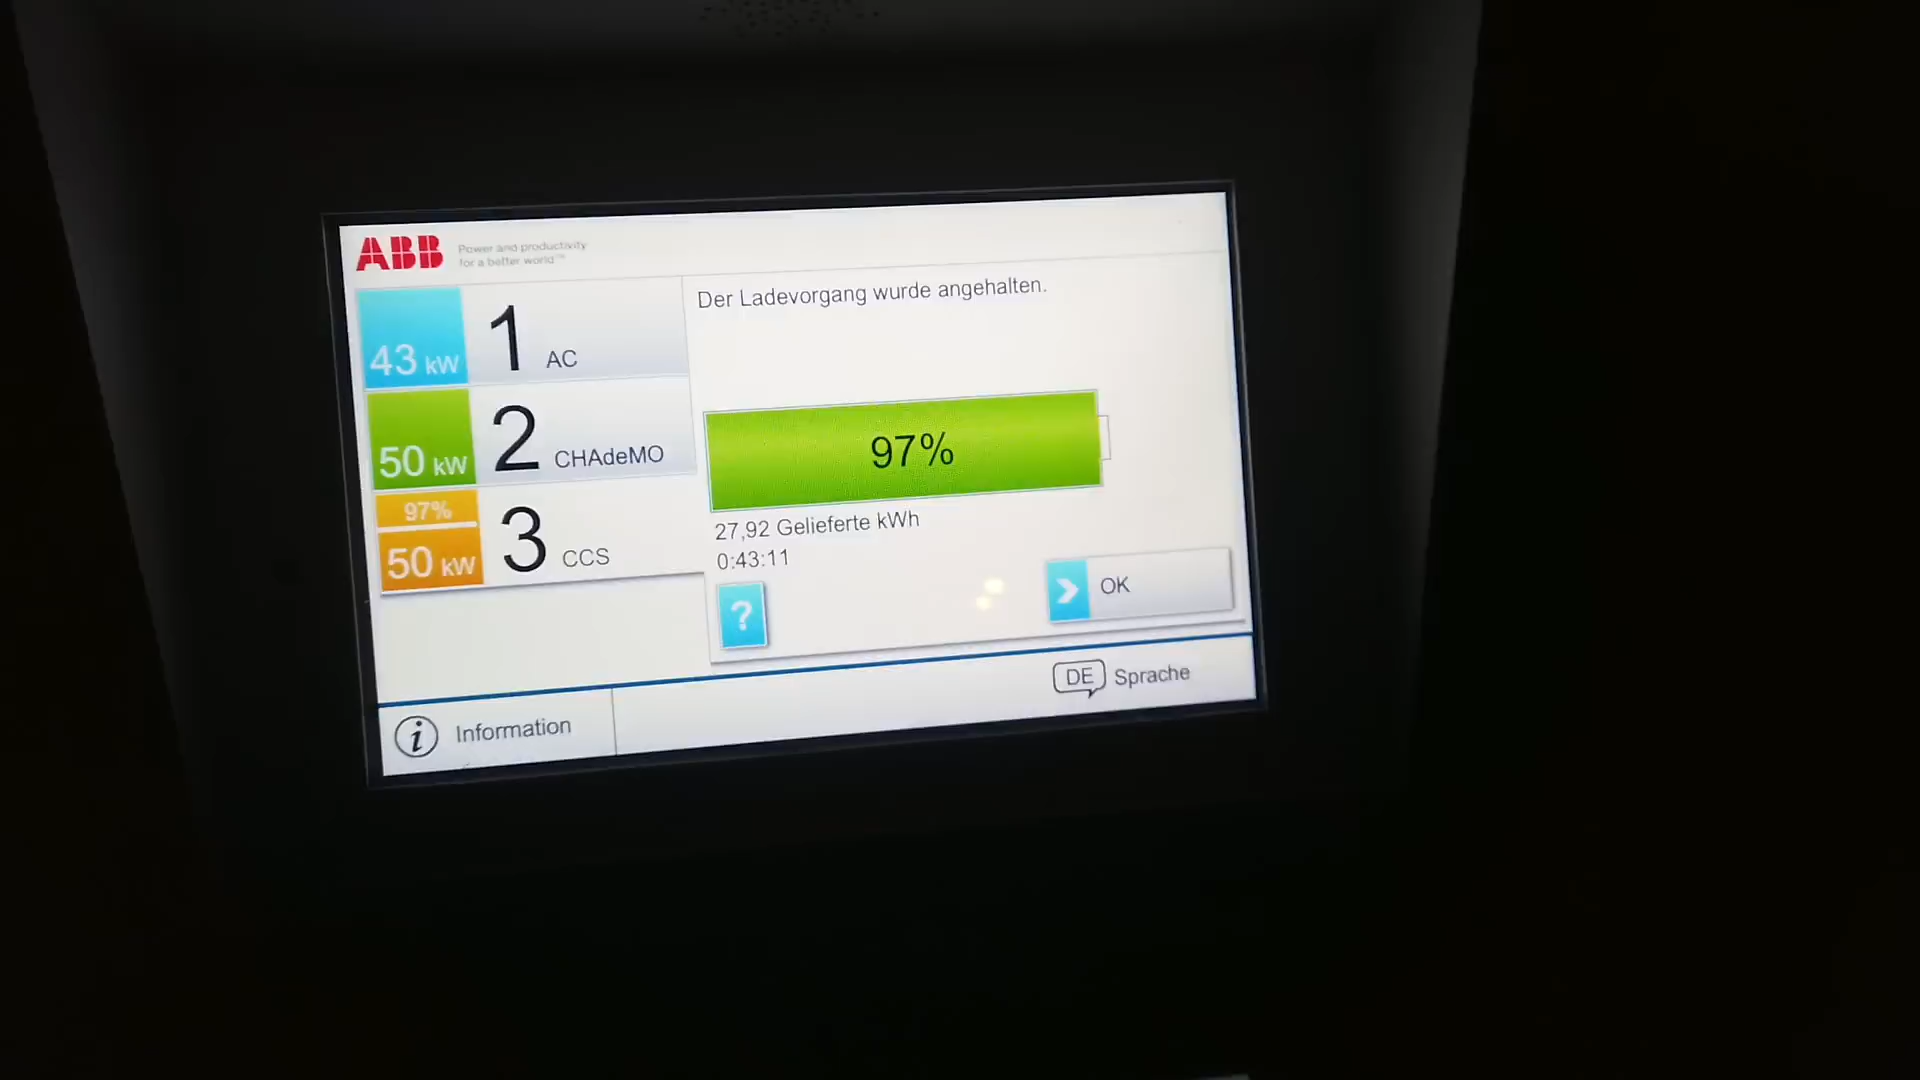 ABB Power and productivity
for a better world™
Der Ladevorgang wurde angehalten.
43 kW 1 AC
50 kW 2 CHAdeMO
97%
50 kW 3 CCS
97%
27,92 Gelieferte kWh
0:43:11
? OK
DE Sprache
i Information